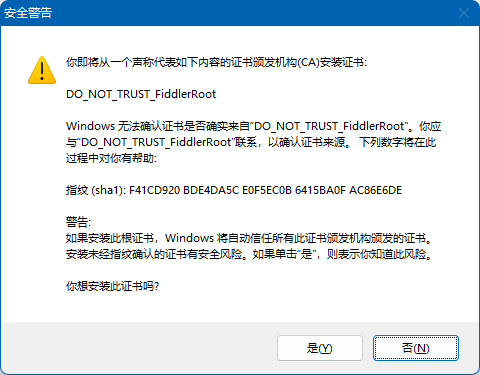 安全警告
你即将从一个声称代表如下内容的证书颁发机构(CA)安装证书:
DO_NOT_TRUST_FiddlerRoot
Windows 无法确认证书是否确实来自“DO_NOT_TRUST_FiddlerRoot”。你应
与“DO_NOT_TRUST_FiddlerRoot”联系，以确认证书来源。 下列数字将在此
过程中对你有帮助:
指纹 (sha1): F41CD920 BDE4DA5C E0F5EC0B 6415BA0F AC86E6DE
警告:
如果安装此根证书，Windows 将自动信任所有此证书颁发机构颁发的证书。
安装未经指纹确认的证书有安全风险。如果单击“是”，则表示你知道此风险。
你想安装此证书吗?
是(Y)
否(N)